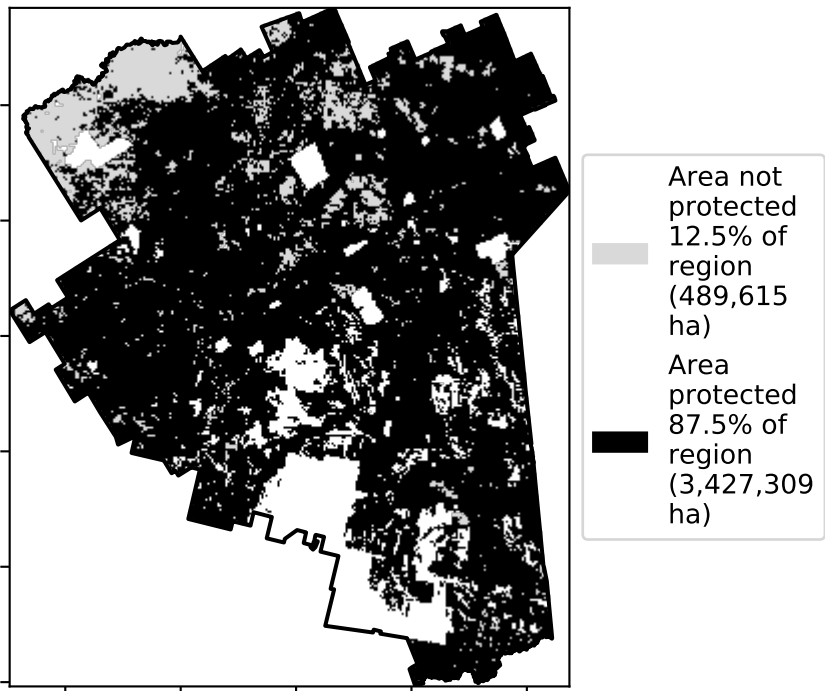 Area not
protected
12.5% of
region
(489,615
ha)
Area
protected
87.5% of
region
(3,427,309
ha)